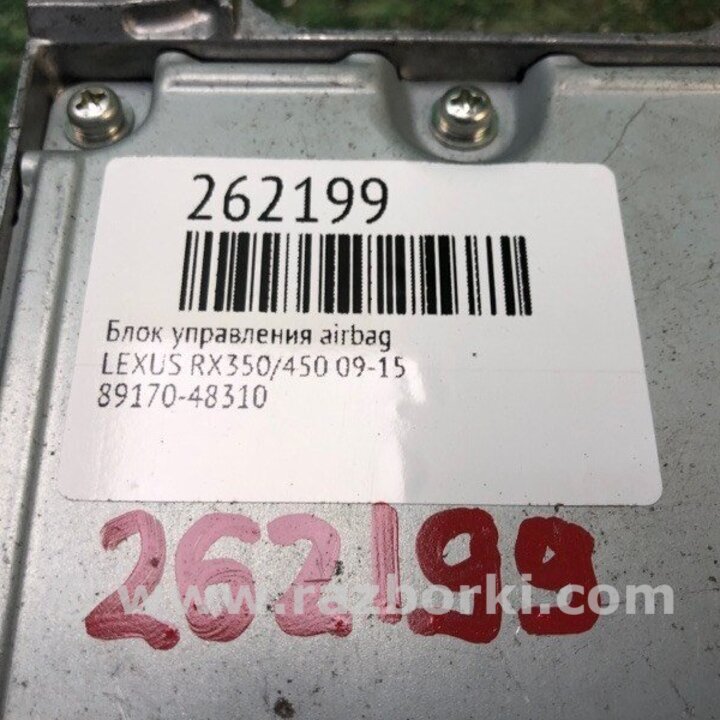 262199
Блок управления airbag
LEXUS RX350/450 09-15
89170-48310
262199
www.razborki.com